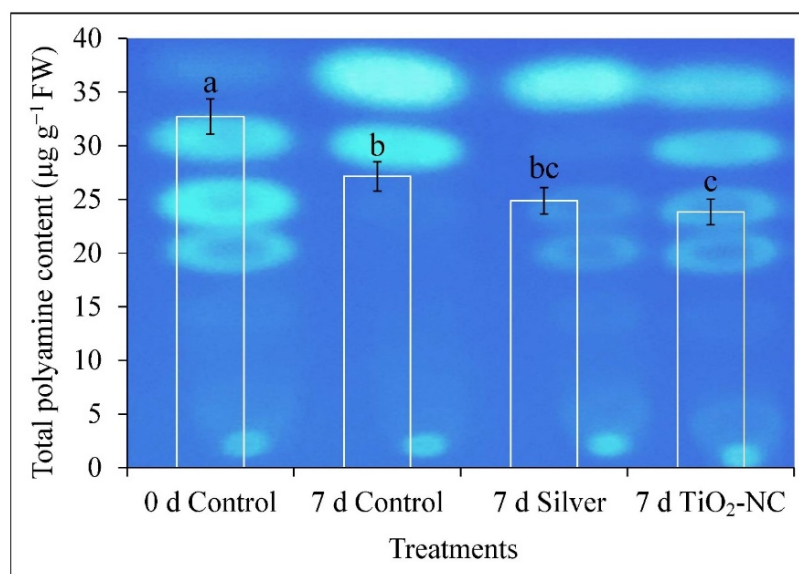 Total polyamine content (µg g⁻¹ FW)
40
35
30
25
20
15
10
5
0
a
b
bc
c
0 d Control
7 d Control
7 d Silver
7 d TiO₂-NC
Treatments